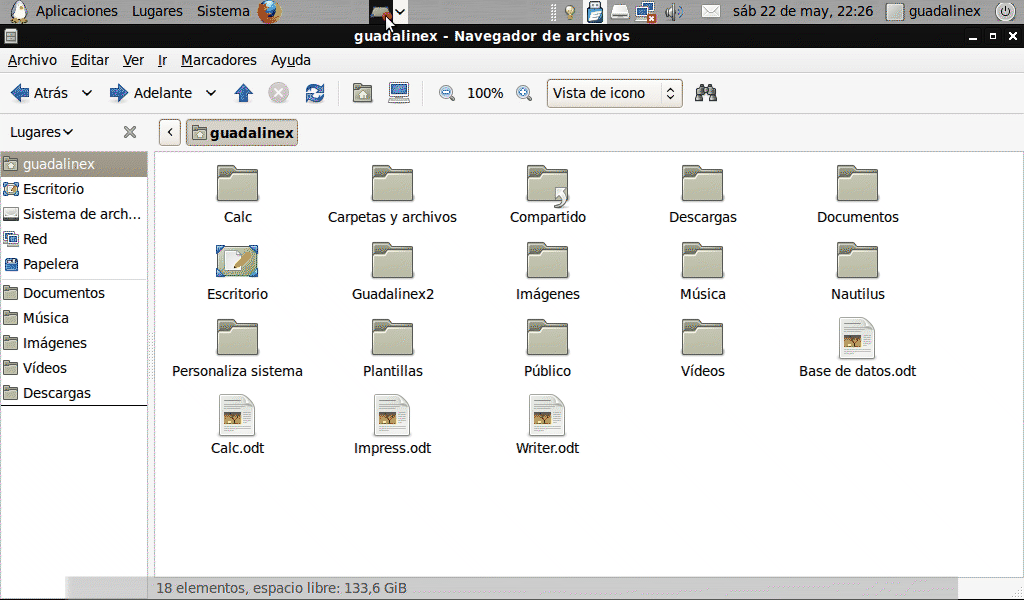 Aplicaciones Lugares Sistema sáb 22 de may, 22:26 guadalinex
guadalinex - Navegador de archivos
Archivo Editar Ver Ir Marcadores Ayuda
Atrás Adelante 100% Vista de icono
Lugares guadalinex
guadalinex
Escritorio
Sistema de arch...
Red
Papelera
Documentos
Música
Imágenes
Vídeos
Descargas
Calc Carpetas y archivos Compartido Descargas Documentos
Escritorio Guadalinex2 Imágenes Música Nautilus
Personaliza sistema Plantillas Público Vídeos Base de datos.odt
Calc.odt Impress.odt Writer.odt
18 elementos, espacio libre: 133,6 GiB